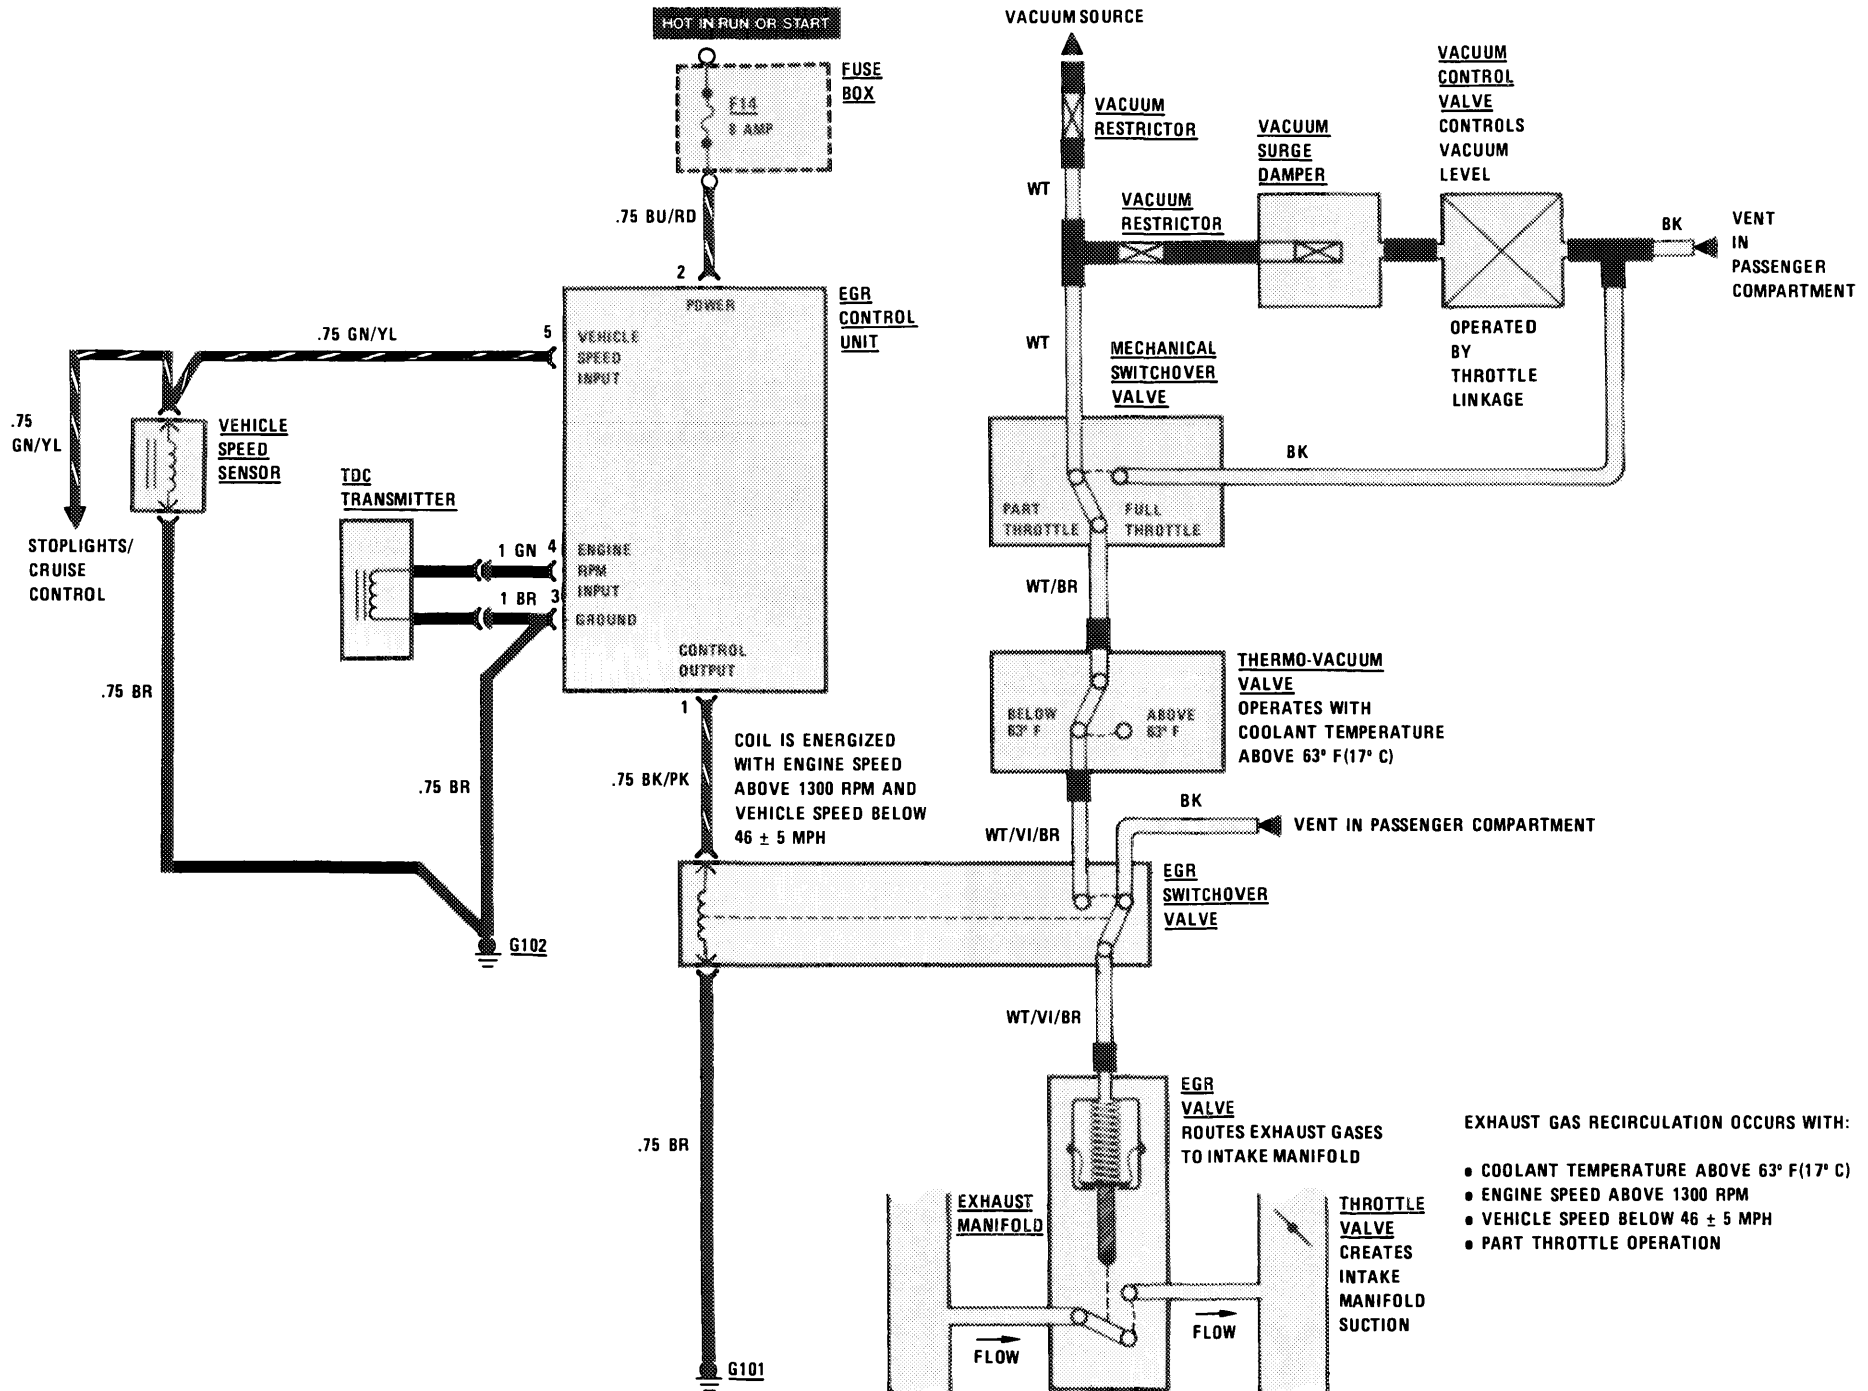 HOT IN RUN OR START
FUSE
BOX
F14
8 AMP
.75 BU/RD
2
POWER
EGR
CONTROL
UNIT
.75 GN/YL
5
VEHICLE
SPEED
INPUT
.75
GN/YL
VEHICLE
SPEED
SENSOR
STOPLIGHTS/
CRUISE
CONTROL
TDC
TRANSMITTER
1 GN 4
ENGINE
RPM
INPUT
1 BR 3
GROUND
CONTROL
OUTPUT
.75 BR
.75 BR
1
.75 BK/PK
COIL IS ENERGIZED
WITH ENGINE SPEED
ABOVE 1300 RPM AND
VEHICLE SPEED BELOW
46 ± 5 MPH
G102
.75 BR
G101
VACUUM SOURCE
VACUUM
RESTRICTOR
WT
VACUUM
RESTRICTOR
VACUUM
SURGE
DAMPER
VACUUM
CONTROL
VALVE
CONTROLS
VACUUM
LEVEL
BK
VENT
IN
PASSENGER
COMPARTMENT
OPERATED
BY
THROTTLE
LINKAGE
WT
MECHANICAL
SWITCHOVER
VALVE
BK
PART
THROTTLE
FULL
THROTTLE
WT/BR
THERMO-VACUUM
VALVE
OPERATES WITH
COOLANT TEMPERATURE
ABOVE 63° F(17° C)
BELOW
63° F
ABOVE
63° F
BK
VENT IN PASSENGER COMPARTMENT
WT/VI/BR
EGR
SWITCHOVER
VALVE
WT/VI/BR
EGR
VALVE
ROUTES EXHAUST GASES
TO INTAKE MANIFOLD
EXHAUST
MANIFOLD
THROTTLE
VALVE
CREATES
INTAKE
MANIFOLD
SUCTION
FLOW
FLOW
EXHAUST GAS RECIRCULATION OCCURS WITH:
• COOLANT TEMPERATURE ABOVE 63° F(17° C)
• ENGINE SPEED ABOVE 1300 RPM
• VEHICLE SPEED BELOW 46 ± 5 MPH
• PART THROTTLE OPERATION